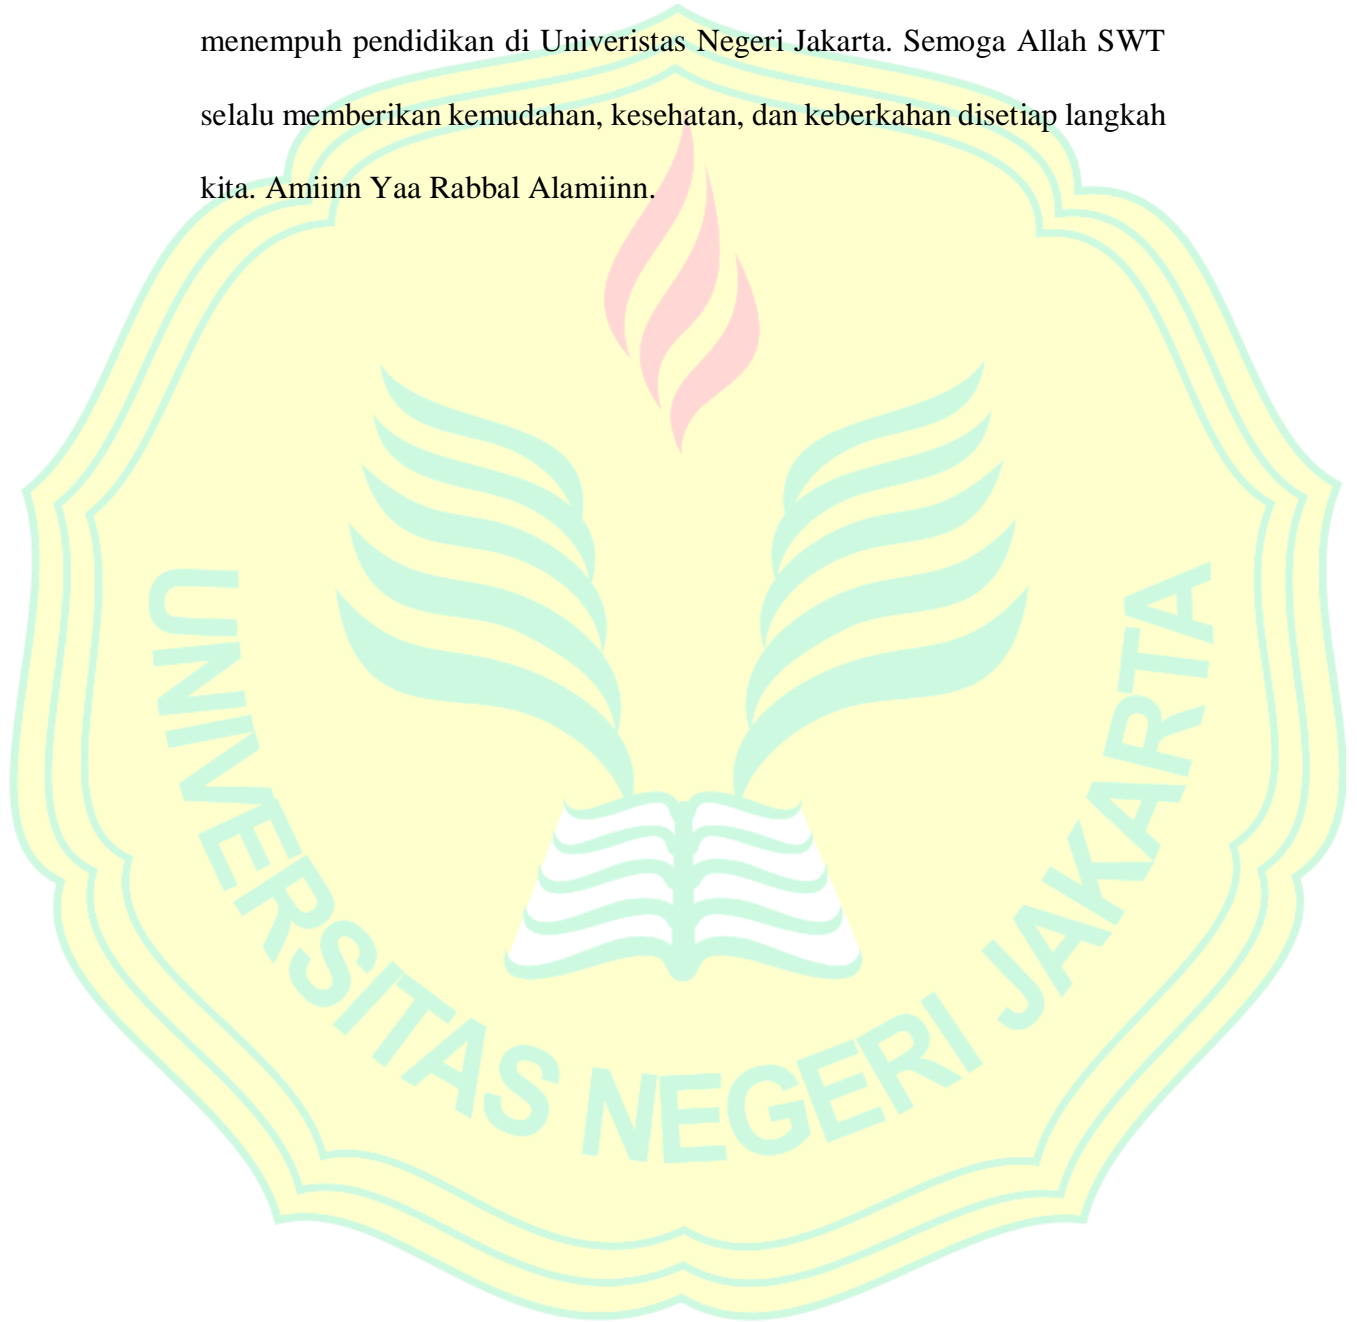 menempuh pendidikan di Univeristas Negeri Jakarta. Semoga Allah SWT
selalu memberikan kemudahan, kesehatan, dan keberkahan disetiap langkah
kita. Amiinn Yaa Rabbal Alamiinn.
UNIVERSITAS NEGERI JAKARTA